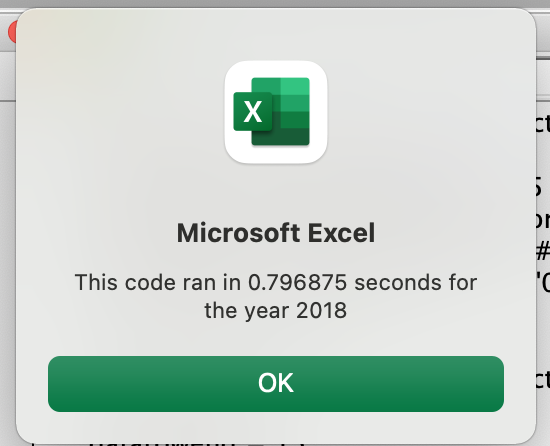 X
Microsoft Excel
This code ran in 0.796875 seconds for
the year 2018
OK